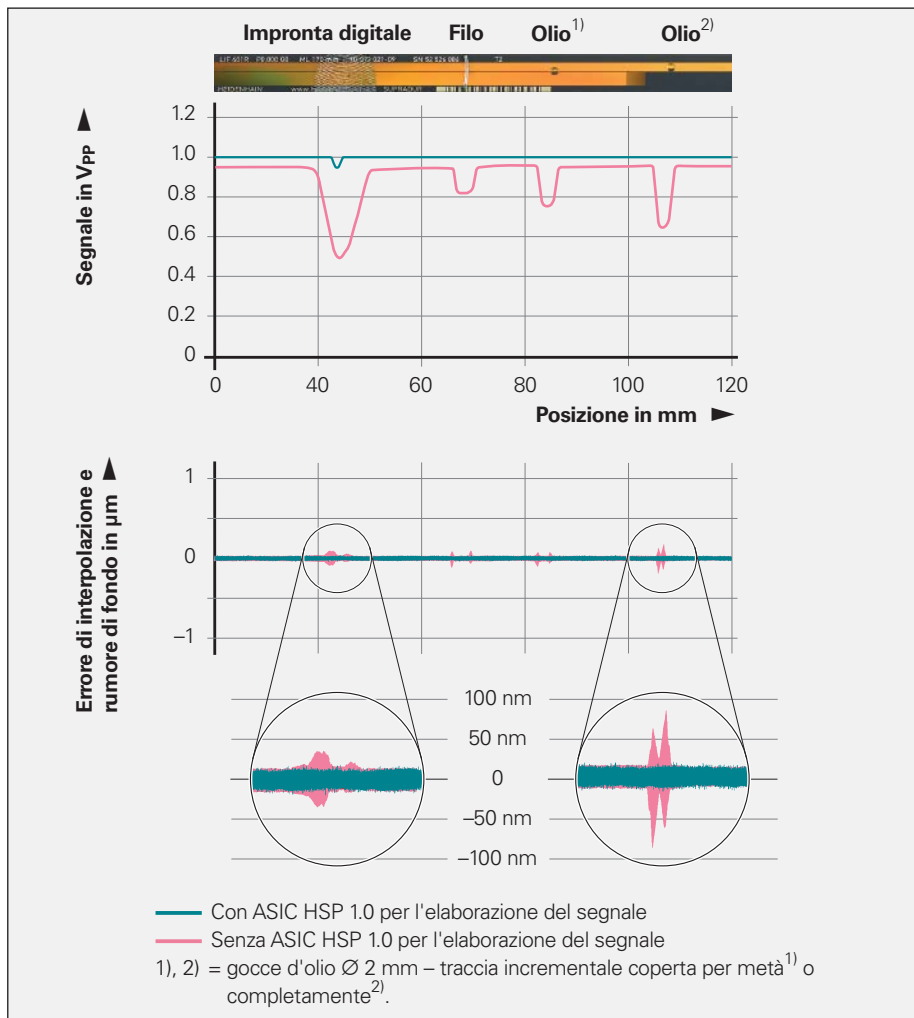 Impronta digitale Filo Olio1) Olio2)
LIF 601R
HEIDENHAIN
Segnale in VPP
1.2
1.0
0.8
0.6
0.4
0.2
0
0 40 60 80 100 120
Posizione in mm
Errore di interpolazione e
rumore di fondo in µm
1
0
–1
100 nm
50 nm
0
–50 nm
–100 nm
Con ASIC HSP 1.0 per l'elaborazione del segnale
Senza ASIC HSP 1.0 per l'elaborazione del segnale
1), 2) = gocce d'olio Ø 2 mm – traccia incrementale coperta per metà1) o
completamente2).